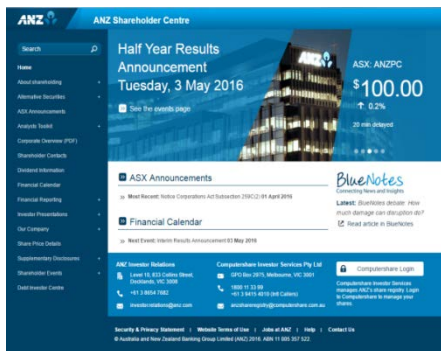 ANZ
ANZ Shareholder Centre
Search
Home
About shareholding
Alternative Securities
ASX Announcements
Analysts Toolkit
Corporate Overview (PDF)
Shareholder Contacts
Dividend Information
Financial Calendar
Financial Reporting
Investor Presentations
Our Company
Share Price Details
Supplementary Disclosures
Shareholder Events
Debt Investor Centre
Half Year Results
Announcement
Tuesday, 3 May 2016
See the events page
ANZ
ASX: ANZPC
$100.00
↑ 0.2%
20 min delayed
ASX Announcements
Most Recent: Notice Corporations Act Subsection 259C(2) 01 April 2016
Financial Calendar
Next Event: Interim Results Announcement 03 May 2016
BlueNotes
Connecting News and Insights
Latest: BlueNotes debate: How
much damage can disruption do?
Read article in BlueNotes
ANZ Investor Relations
Level 10, 833 Collins Street,
Docklands, VIC 3008
+61 3 8654 7682
investorrelations@anz.com
Computershare Investor Services Pty Ltd
GPO Box 2975, Melbourne, VIC 3001
1800 11 33 99
+61 3 9415 4010 (Intl Callers)
anzshareregistry@computershare.com.au
Computershare Login
Computershare Investor Services
manages ANZ's share registry. Login
to Computershare to manage your
shares.
Security & Privacy Statement | Website Terms of Use | Jobs at ANZ | Help | Contact Us
© Australia and New Zealand Banking Group Limited (ANZ) 2016, ABN 11 005 357 522.